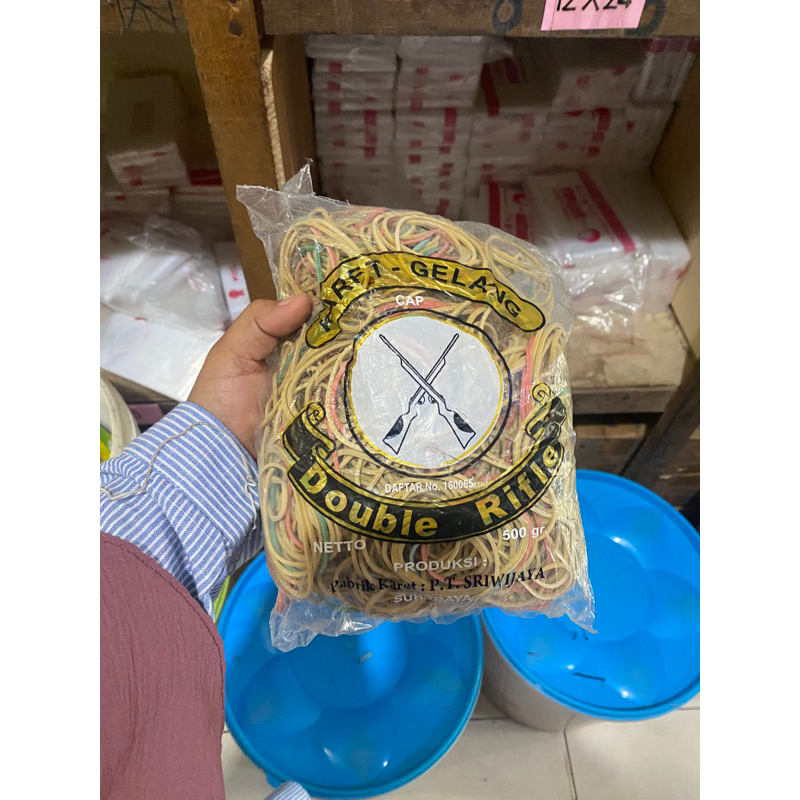 12 X 24
KARET - GELANG
CAP
DAFTAR No. 160065
Double Rifle
NETTO 500 gr
PRODUKSI :
Pabrik Karet : P.T. SRIWIJAYA
SURABAYA